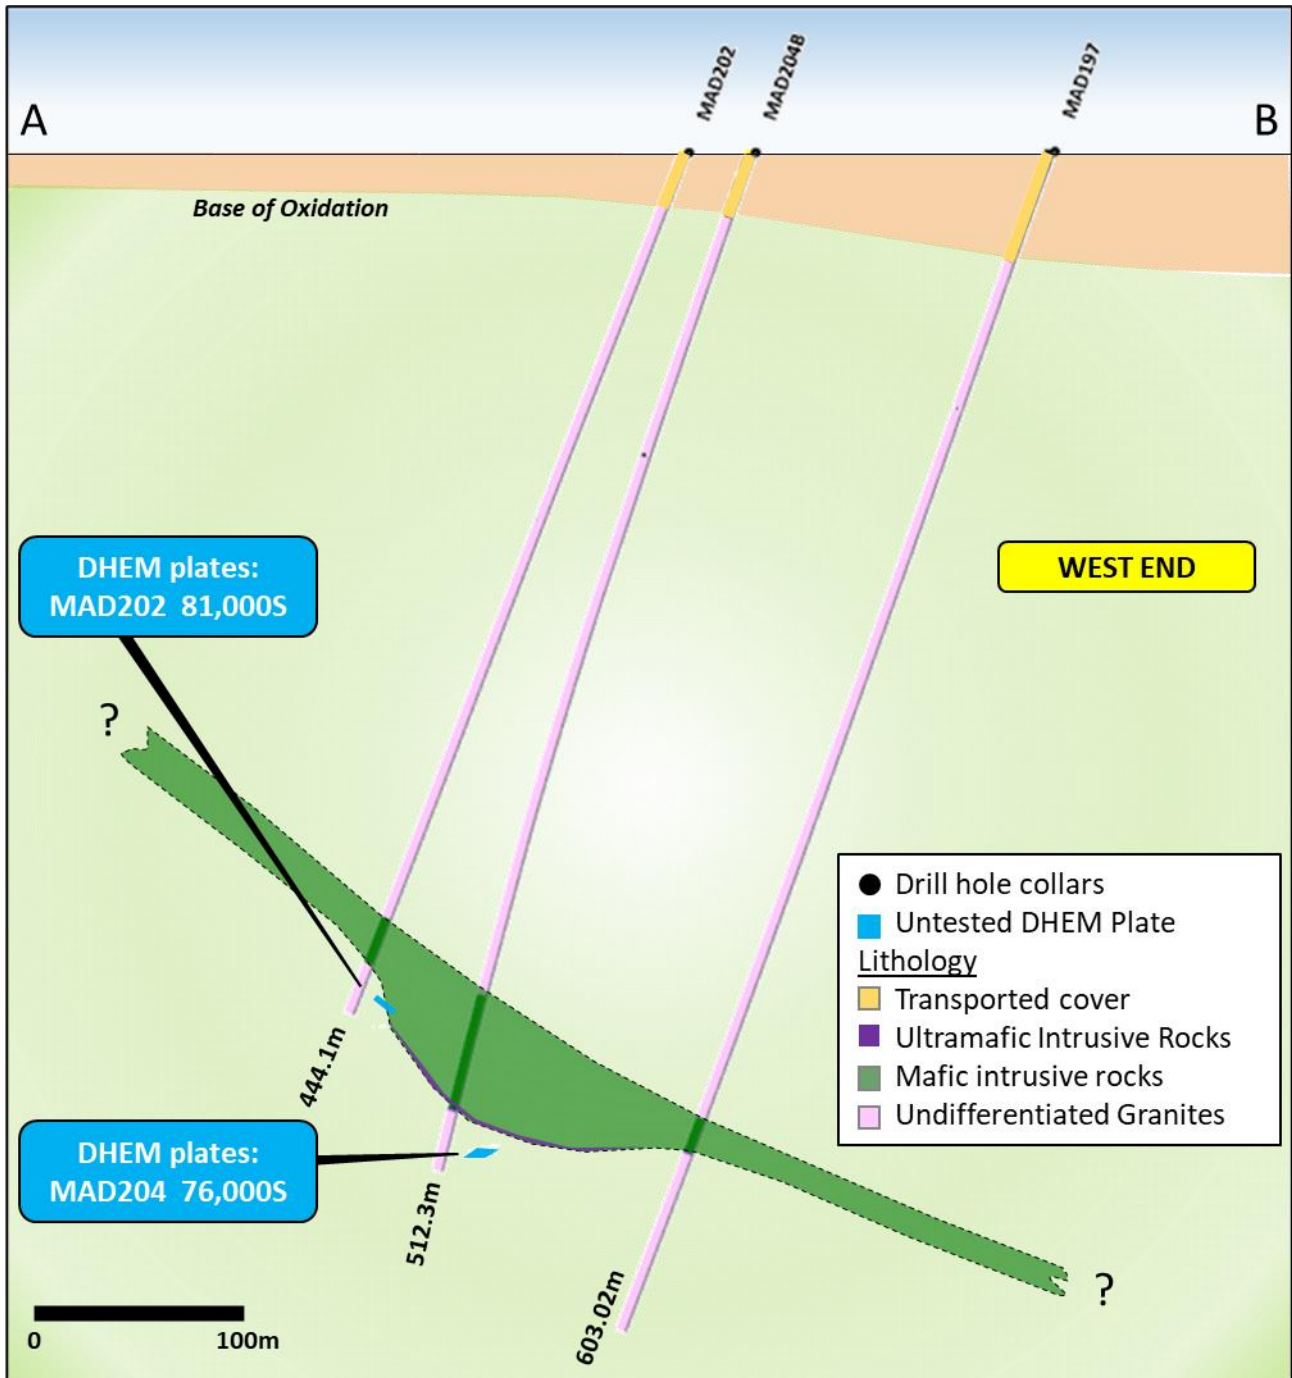 MAD202
MAD204B
MAD197
A
B
Base of Oxidation
DHEM plates:
MAD202 81,000S
WEST END
?
Drill hole collars
Untested DHEM Plate
Lithology
Transported cover
Ultramafic Intrusive Rocks
Mafic intrusive rocks
Undifferentiated Granites
444.1m
DHEM plates:
MAD204 76,000S
512.3m
603.02m
?
0
100m